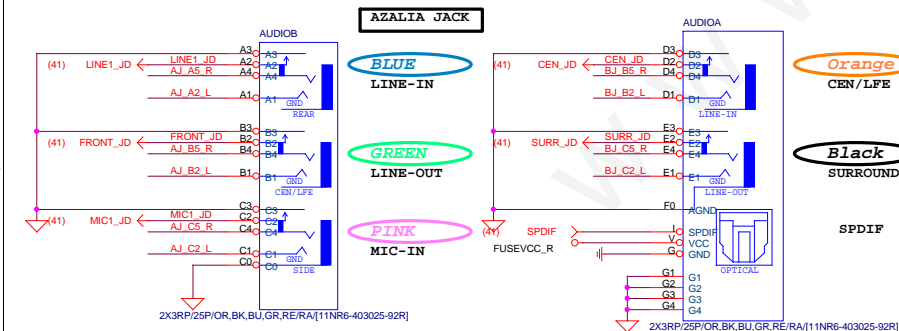 AZALIA JACK
AUDIOB
A3 A3
(41) LINE1_JD LINE1_JD A2 A2
AJ_A5_R A4 A4
AJ_A2_L A1 A1
GND
REAR
BLUE
LINE-IN
B3 B3
(41) FRONT_JD FRONT_JD B2 B2
AJ_B5_R B4 B4
AJ_B2_L B1 B1
GND
CEN/LFE
GREEN
LINE-OUT
C3 C3
(41) MIC1_JD MIC1_JD C2 C2
AJ_C5_R C4 C4
AJ_C2_L C1 C1
GND
C0 C0
SIDE
PINK
MIC-IN
2X3RP/25P/OR,BK,BU,GR,RE/RA/[11NR6-403025-92R]
AUDIOA
D3 D3
(41) CEN_JD CEN_JD D2 D2
BJ_B5_R D4 D4
BJ_B2_L D1 D1
GND
LINE-IN
Orange
CEN/LFE
E3 E3
(41) SURR_JD SURR_JD E2 E2
BJ_C5_R E4 E4
BJ_C2_L E1 E1
GND
LINE-OUT
Black
SURROUND
F0 AGND
(41) SPDIF I SPDIF
FUSEVCC_R V VCC
G GND
OPTICAL
SPDIF
G1 G1
G2 G2
G3 G3
G4 G4
2X3RP/25P/OR,BK,BU,GR,RE/RA/[11NR6-403025-92R]